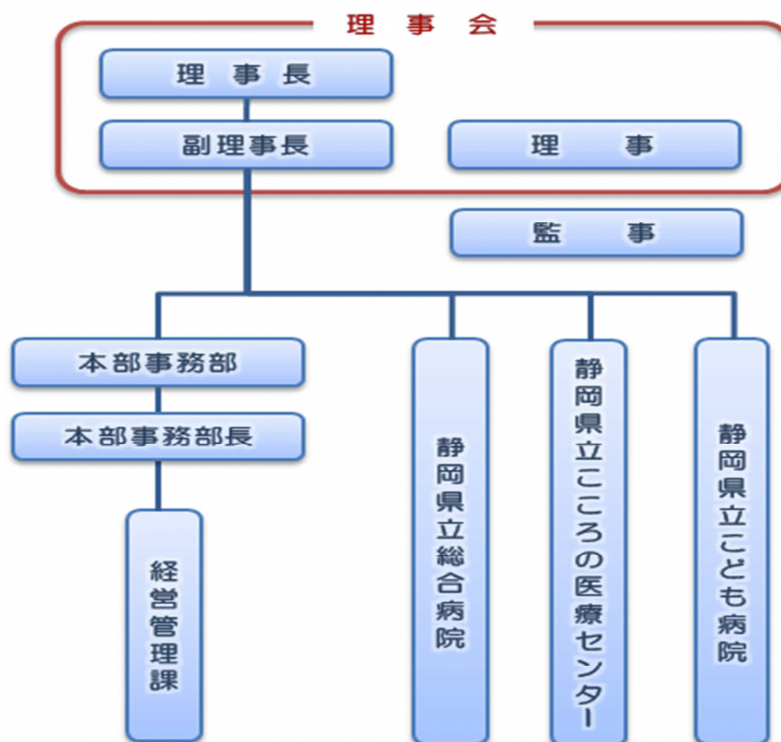 理事会
理事長
副理事長
理事
監事
本部事務部
本部事務部長
経営管理課
静岡県立総合病院
静岡県立こころの医療センター
静岡県立こども病院